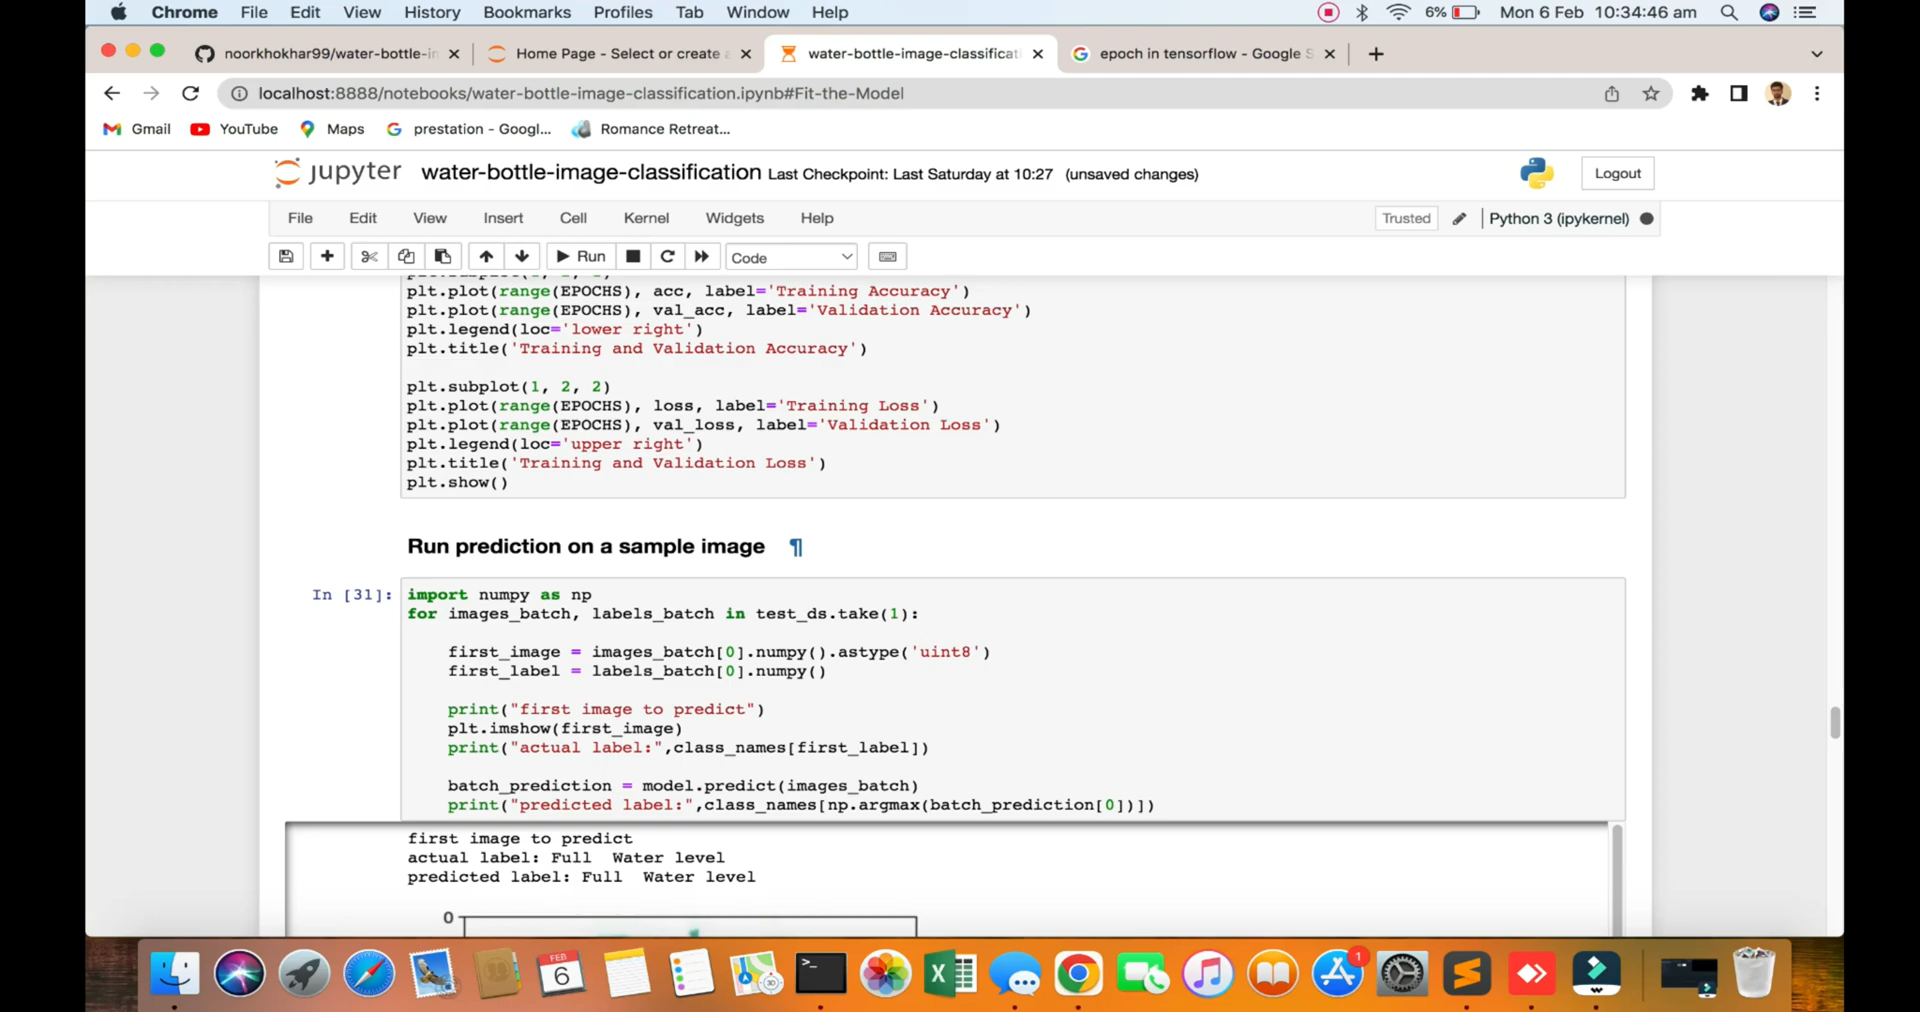 Chrome File Edit View History Bookmarks Profiles Tab Window Help 6% Mon 6 Feb 10:34:46 am
noorkhokhar99/water-bottle-in Home Page - Select or create a water-bottle-image-classificati epoch in tensorflow - Google S
localhost:8888/notebooks/water-bottle-image-classification.ipynb#Fit-the-Model
Gmail YouTube Maps prestation - Googl... Romance Retreat...
jupyter water-bottle-image-classification Last Checkpoint: Last Saturday at 10:27 (unsaved changes) Logout
File Edit View Insert Cell Kernel Widgets Help Trusted Python 3 (ipykernel)
Run Code
plt.plot(range(EPOCHS), acc, label='Training Accuracy')
plt.plot(range(EPOCHS), val_acc, label='Validation Accuracy')
plt.legend(loc='lower right')
plt.title('Training and Validation Accuracy')
plt.subplot(1, 2, 2)
plt.plot(range(EPOCHS), loss, label='Training Loss')
plt.plot(range(EPOCHS), val_loss, label='Validation Loss')
plt.legend(loc='upper right')
plt.title('Training and Validation Loss')
plt.show()
Run prediction on a sample image ¶
In [31]: import numpy as np
for images_batch, labels_batch in test_ds.take(1):
first_image = images_batch[0].numpy().astype('uint8')
first_label = labels_batch[0].numpy()
print("first image to predict")
plt.imshow(first_image)
print("actual label:",class_names[first_label])
batch_prediction = model.predict(images_batch)
print("predicted label:",class_names[np.argmax(batch_prediction[0])])
first image to predict
actual label: Full  Water level
predicted label: Full  Water level
0
FEB
6
1